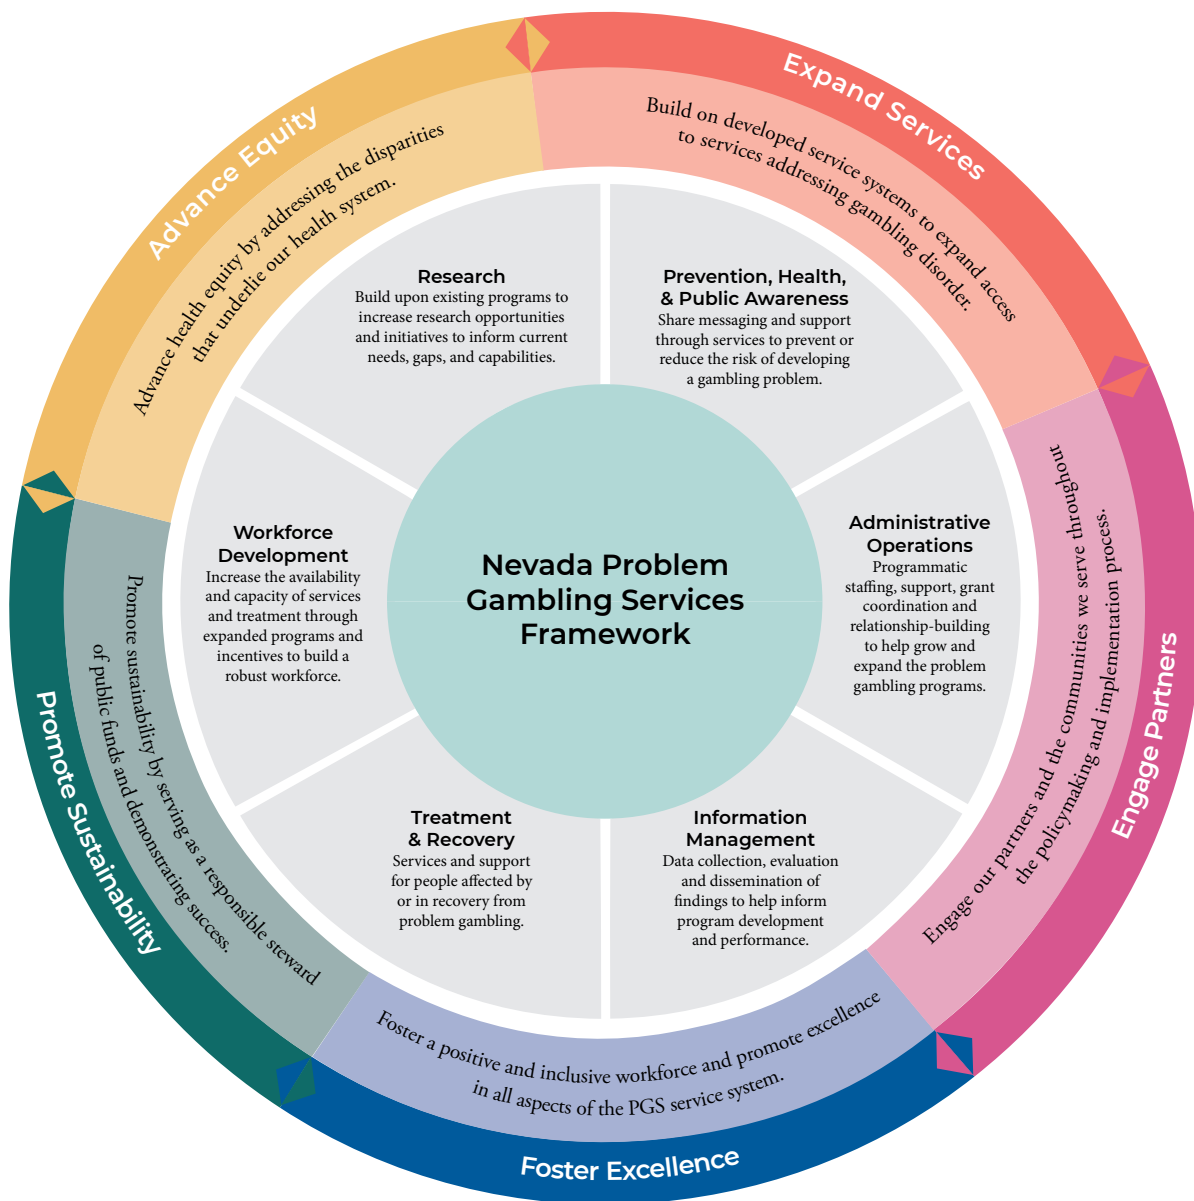 Nevada Problem
Gambling Services
Framework
Expand Services
Build on developed service systems to expand access
to services addressing gambling disorder.
Engage Partners
Engage our partners and the communities we serve throughout
the policymaking and implementation process.
Foster Excellence
Foster a positive and inclusive workforce and promote excellence
in all aspects of the PGS service system.
Promote Sustainability
Promote sustainability by serving as a responsible steward
of public funds and demonstrating success.
Advance Equity
Advance health equity by addressing the disparities
that underlie our health system.
Research
Build upon existing programs to
increase research opportunities
and initiatives to inform current
needs, gaps, and capabilities.
Prevention, Health,
& Public Awareness
Share messaging and support
through services to prevent or
reduce the risk of developing
a gambling problem.
Administrative
Operations
Programmatic
staffing, support, grant
coordination and
relationship-building
to help grow and
expand the problem
gambling programs.
Information
Management
Data collection, evaluation
and dissemination of
findings to help inform
program development
and performance.
Treatment
& Recovery
Services and support
for people affected by
or in recovery from
problem gambling.
Workforce
Development
Increase the availability
and capacity of services
and treatment through
expanded programs and
incentives to build a
robust workforce.